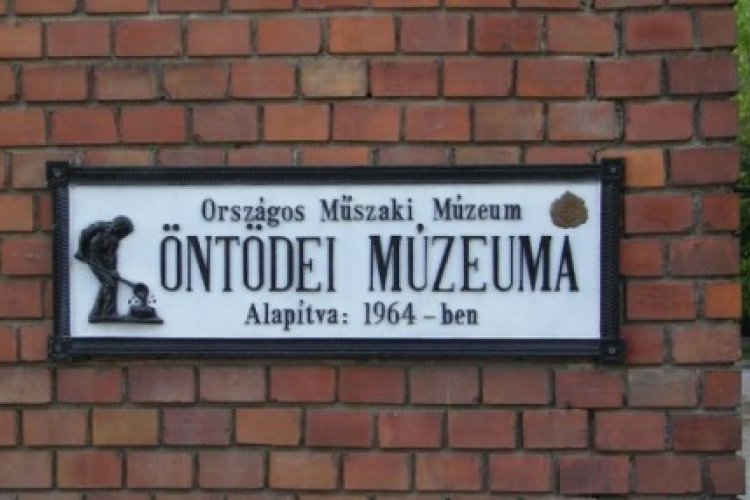 Országos Műszaki Múzeum
ÖNTÖDEI MÚZEUMA
Alapítva: 1964-ben